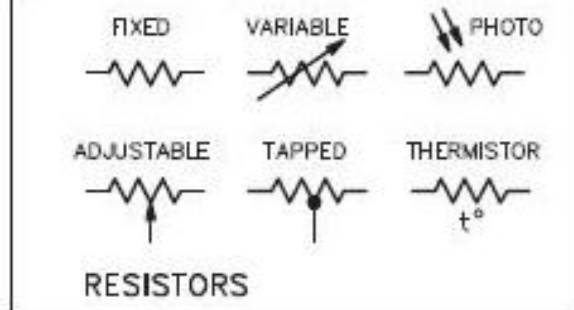 FIXED VARIABLE PHOTO
ADJUSTABLE TAPPED THERMISTOR
t°
RESISTORS